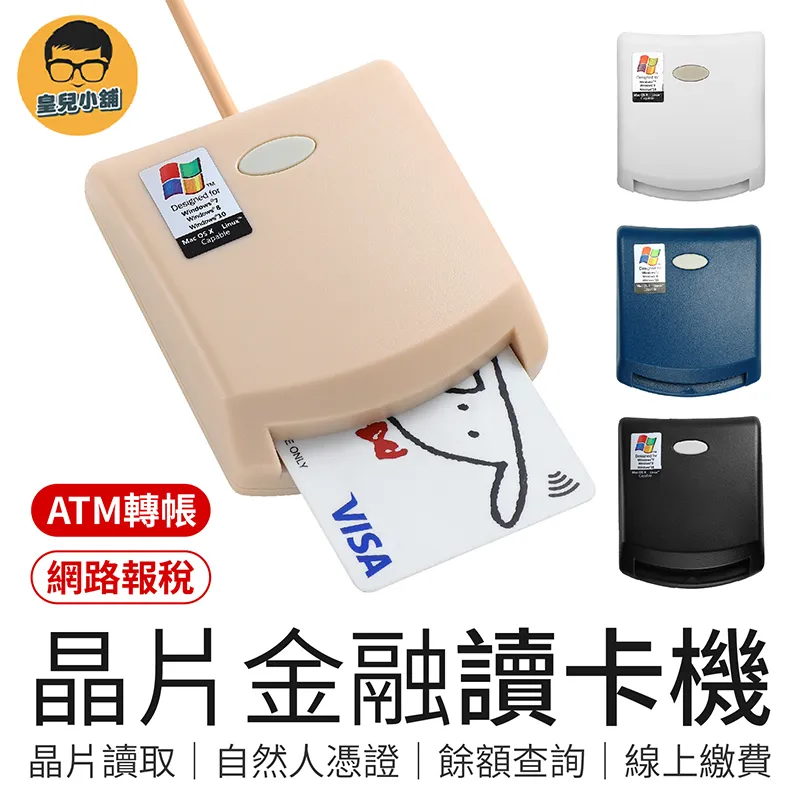 皇兒小舖
Designed for
Windows®7
Windows®8
Windows®10
Mac OS X Linux™
Capable
E ONLY
VISA
ATM轉帳
網路報稅
晶片金融讀卡機
晶片讀取｜自然人憑證｜餘額查詢｜線上繳費